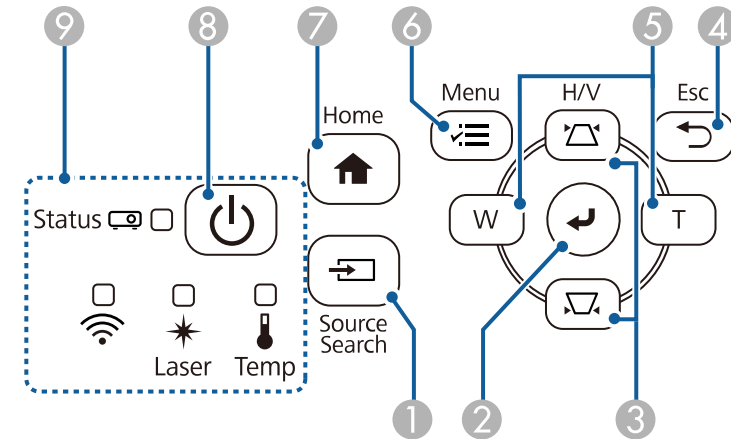 9 8 7 6 5 4
Menu H/V Esc
Home
W T
Status
Source
Search
Laser Temp
1 2 3